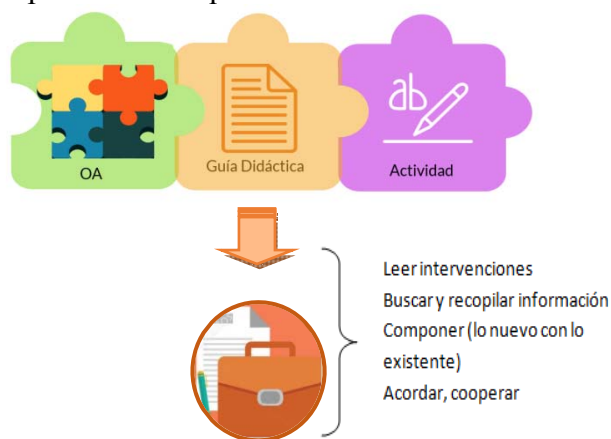 OA
Guía Didáctica
ab
Actividad
Leer intervenciones
Buscar y recopilar información
Componer (lo nuevo con lo
existente)
Acordar, cooperar